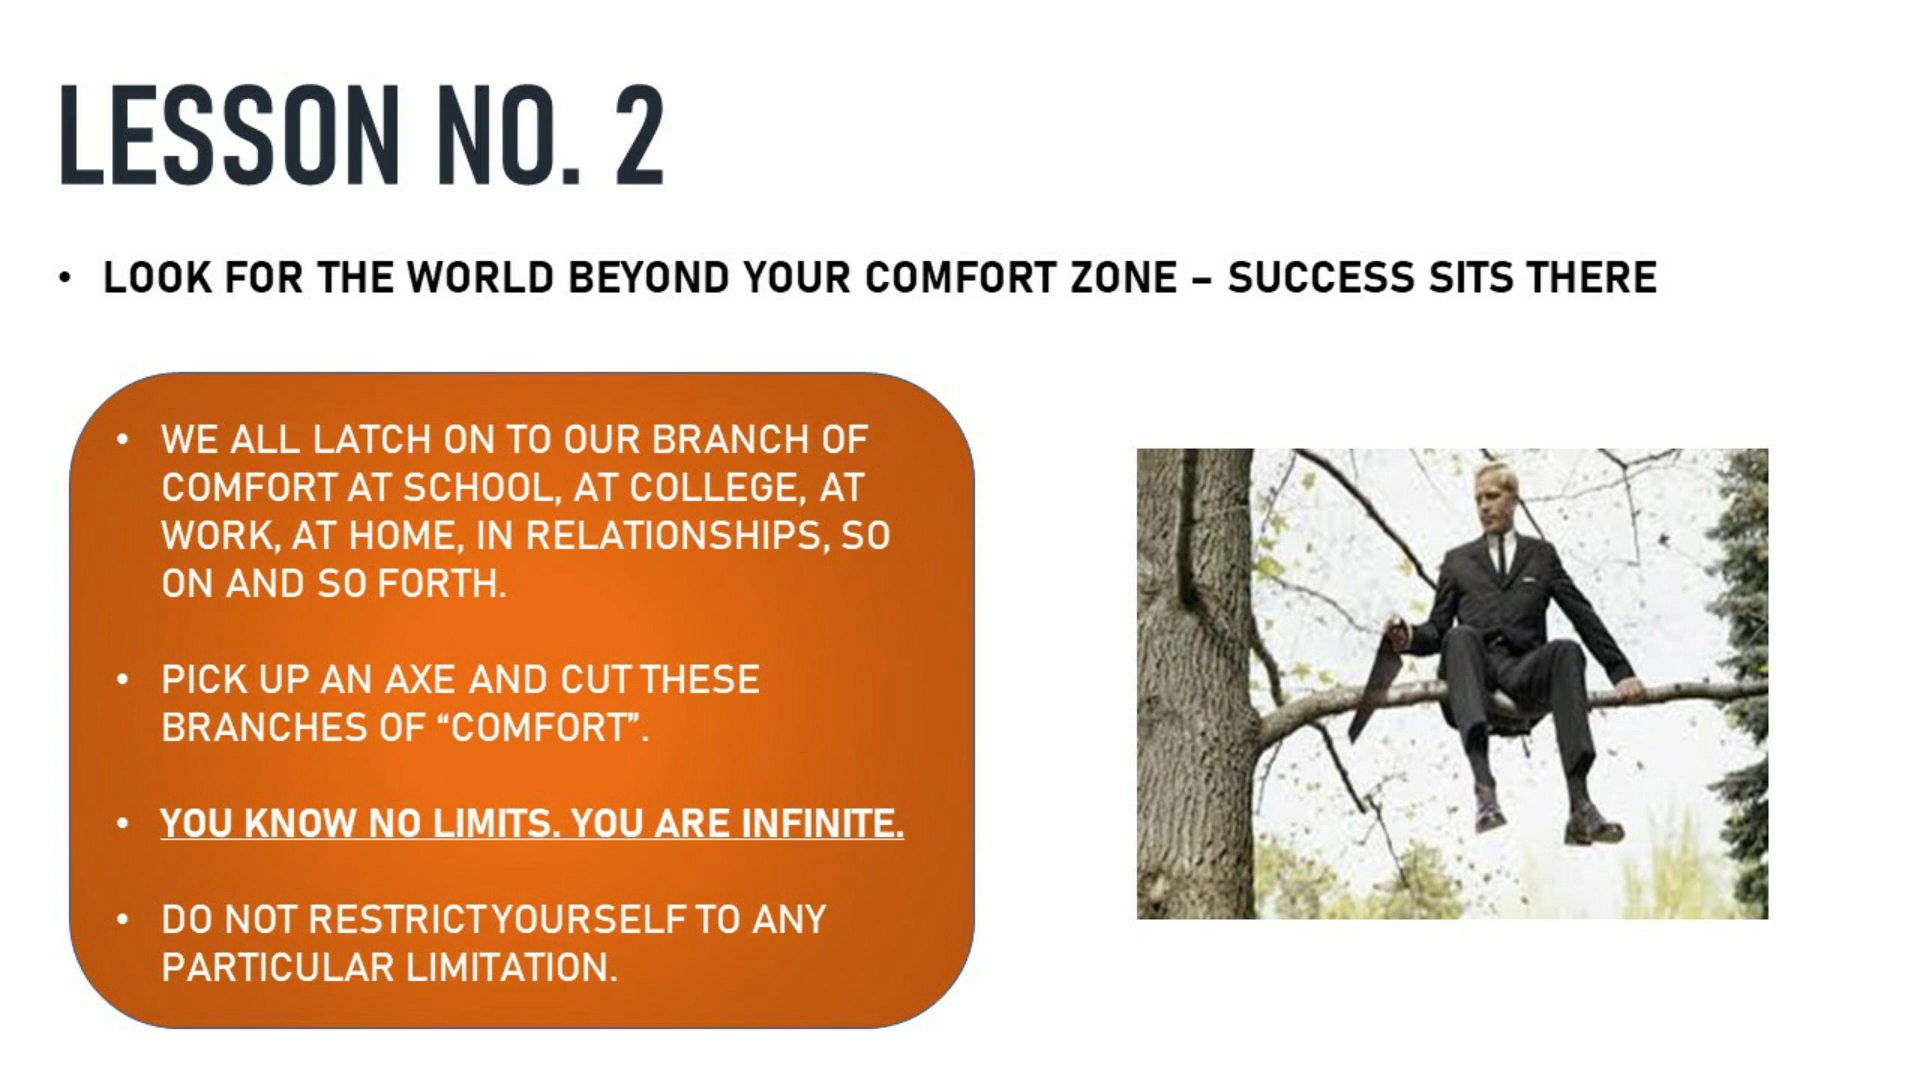 LESSON NO. 2
• LOOK FOR THE WORLD BEYOND YOUR COMFORT ZONE – SUCCESS SITS THERE
• WE ALL LATCH ON TO OUR BRANCH OF
COMFORT AT SCHOOL, AT COLLEGE, AT
WORK, AT HOME, IN RELATIONSHIPS, SO
ON AND SO FORTH.
• PICK UP AN AXE AND CUT THESE
BRANCHES OF “COMFORT”.
• YOU KNOW NO LIMITS. YOU ARE INFINITE.
• DO NOT RESTRICT YOURSELF TO ANY
PARTICULAR LIMITATION.